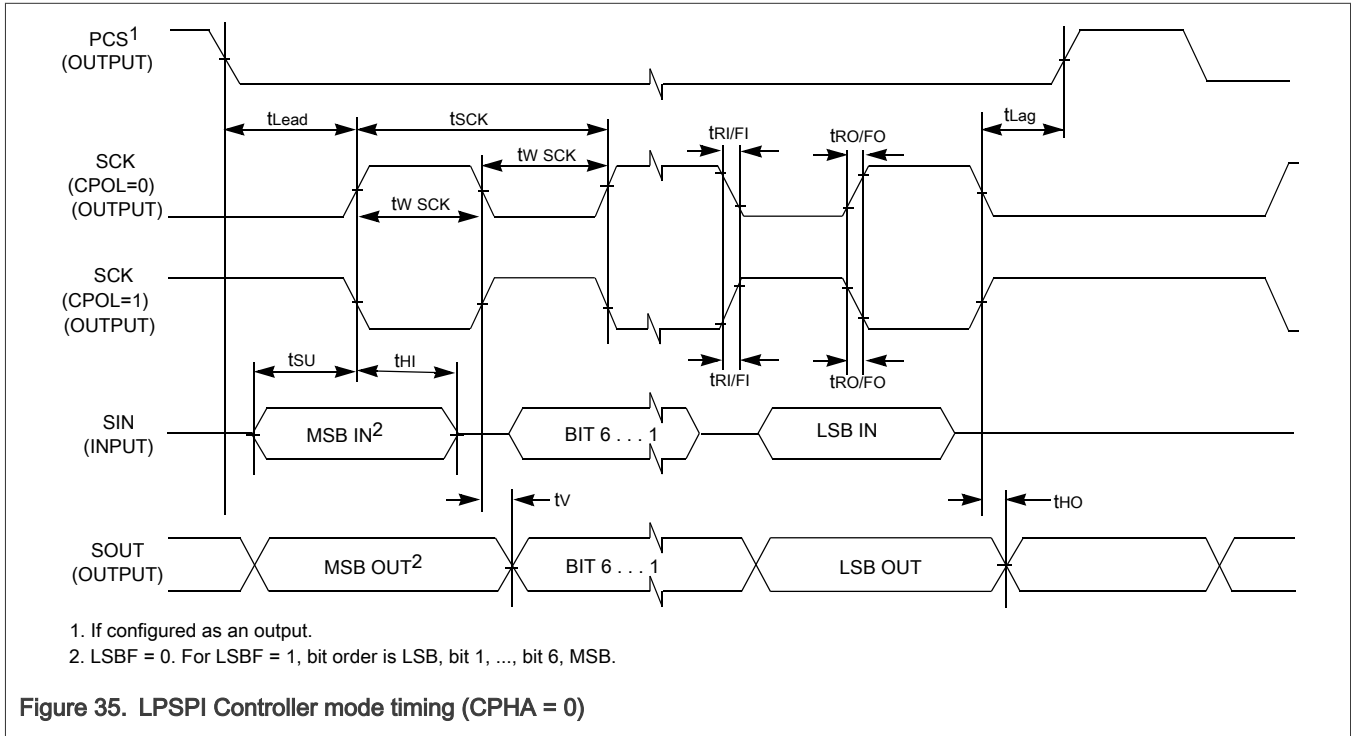 PCS1
(OUTPUT)
tLead
tSCK
tRI/FI
tRO/FO
tLag
SCK
(CPOL=0)
(OUTPUT)
tW SCK
tW SCK
SCK
(CPOL=1)
(OUTPUT)
tSU
tHI
tRI/FI
tRO/FO
SIN
(INPUT)
MSB IN2
BIT 6 . . . 1
LSB IN
tV
tHO
SOUT
(OUTPUT)
MSB OUT2
BIT 6 . . . 1
LSB OUT
1. If configured as an output.
2. LSBF = 0. For LSBF = 1, bit order is LSB, bit 1, ..., bit 6, MSB.
Figure 35. LPSPI Controller mode timing (CPHA = 0)